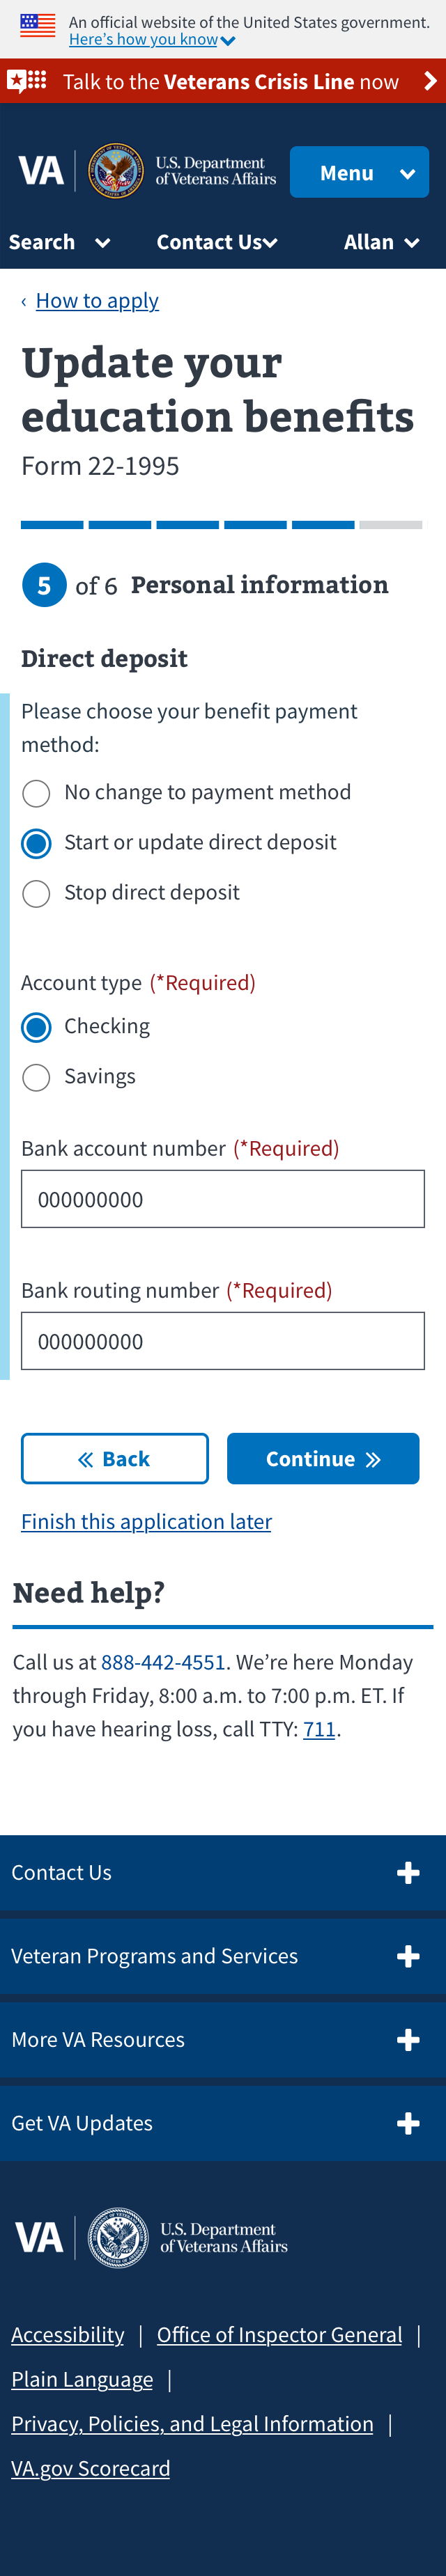 An official website of the United States government.
Here’s how you know
Talk to the Veterans Crisis Line now
VA
U.S. Department
of Veterans Affairs
Menu
Search
Contact Us
Allan
‹ How to apply
Update your
education benefits
Form 22-1995
5 of 6 Personal information
Direct deposit
Please choose your benefit payment
method:
No change to payment method
Start or update direct deposit
Stop direct deposit
Account type (*Required)
Checking
Savings
Bank account number (*Required)
000000000
Bank routing number (*Required)
000000000
« Back
Continue »
Finish this application later
Need help?
Call us at 888-442-4551. We’re here Monday
through Friday, 8:00 a.m. to 7:00 p.m. ET. If
you have hearing loss, call TTY: 711.
Contact Us
Veteran Programs and Services
More VA Resources
Get VA Updates
VA
U.S. Department
of Veterans Affairs
Accessibility | Office of Inspector General |
Plain Language |
Privacy, Policies, and Legal Information |
VA.gov Scorecard